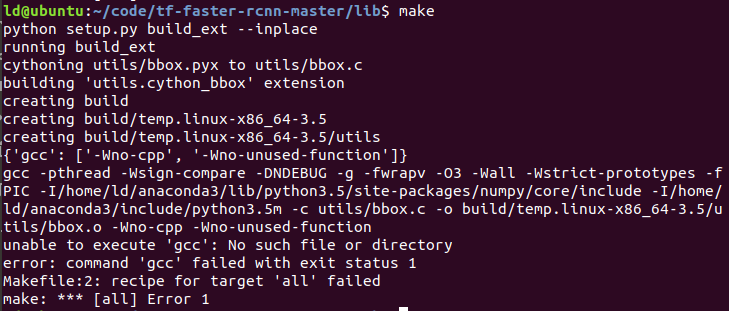 ld@ubuntu:~/code/tf-faster-rcnn-master/lib$ make
python setup.py build_ext --inplace
running build_ext
cythoning utils/bbox.pyx to utils/bbox.c
building 'utils.cython_bbox' extension
creating build
creating build/temp.linux-x86_64-3.5
creating build/temp.linux-x86_64-3.5/utils
{'gcc': ['-Wno-cpp', '-Wno-unused-function']}
gcc -pthread -Wsign-compare -DNDEBUG -g -fwrapv -O3 -Wall -Wstrict-prototypes -f
PIC -I/home/ld/anaconda3/lib/python3.5/site-packages/numpy/core/include -I/home/
ld/anaconda3/include/python3.5m -c utils/bbox.c -o build/temp.linux-x86_64-3.5/u
tils/bbox.o -Wno-cpp -Wno-unused-function
unable to execute 'gcc': No such file or directory
error: command 'gcc' failed with exit status 1
Makefile:2: recipe for target 'all' failed
make: *** [all] Error 1